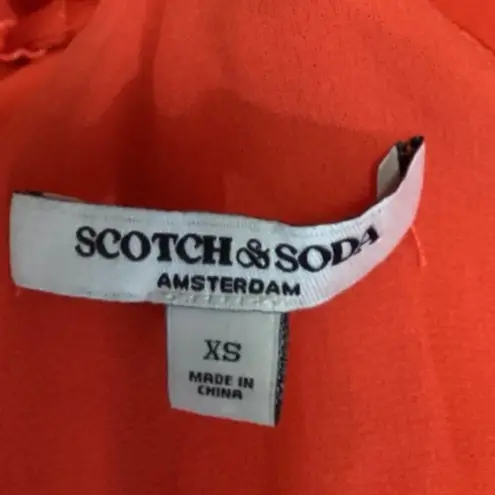 SCOTCH & SODA
AMSTERDAM
XS
MADE IN
CHINA